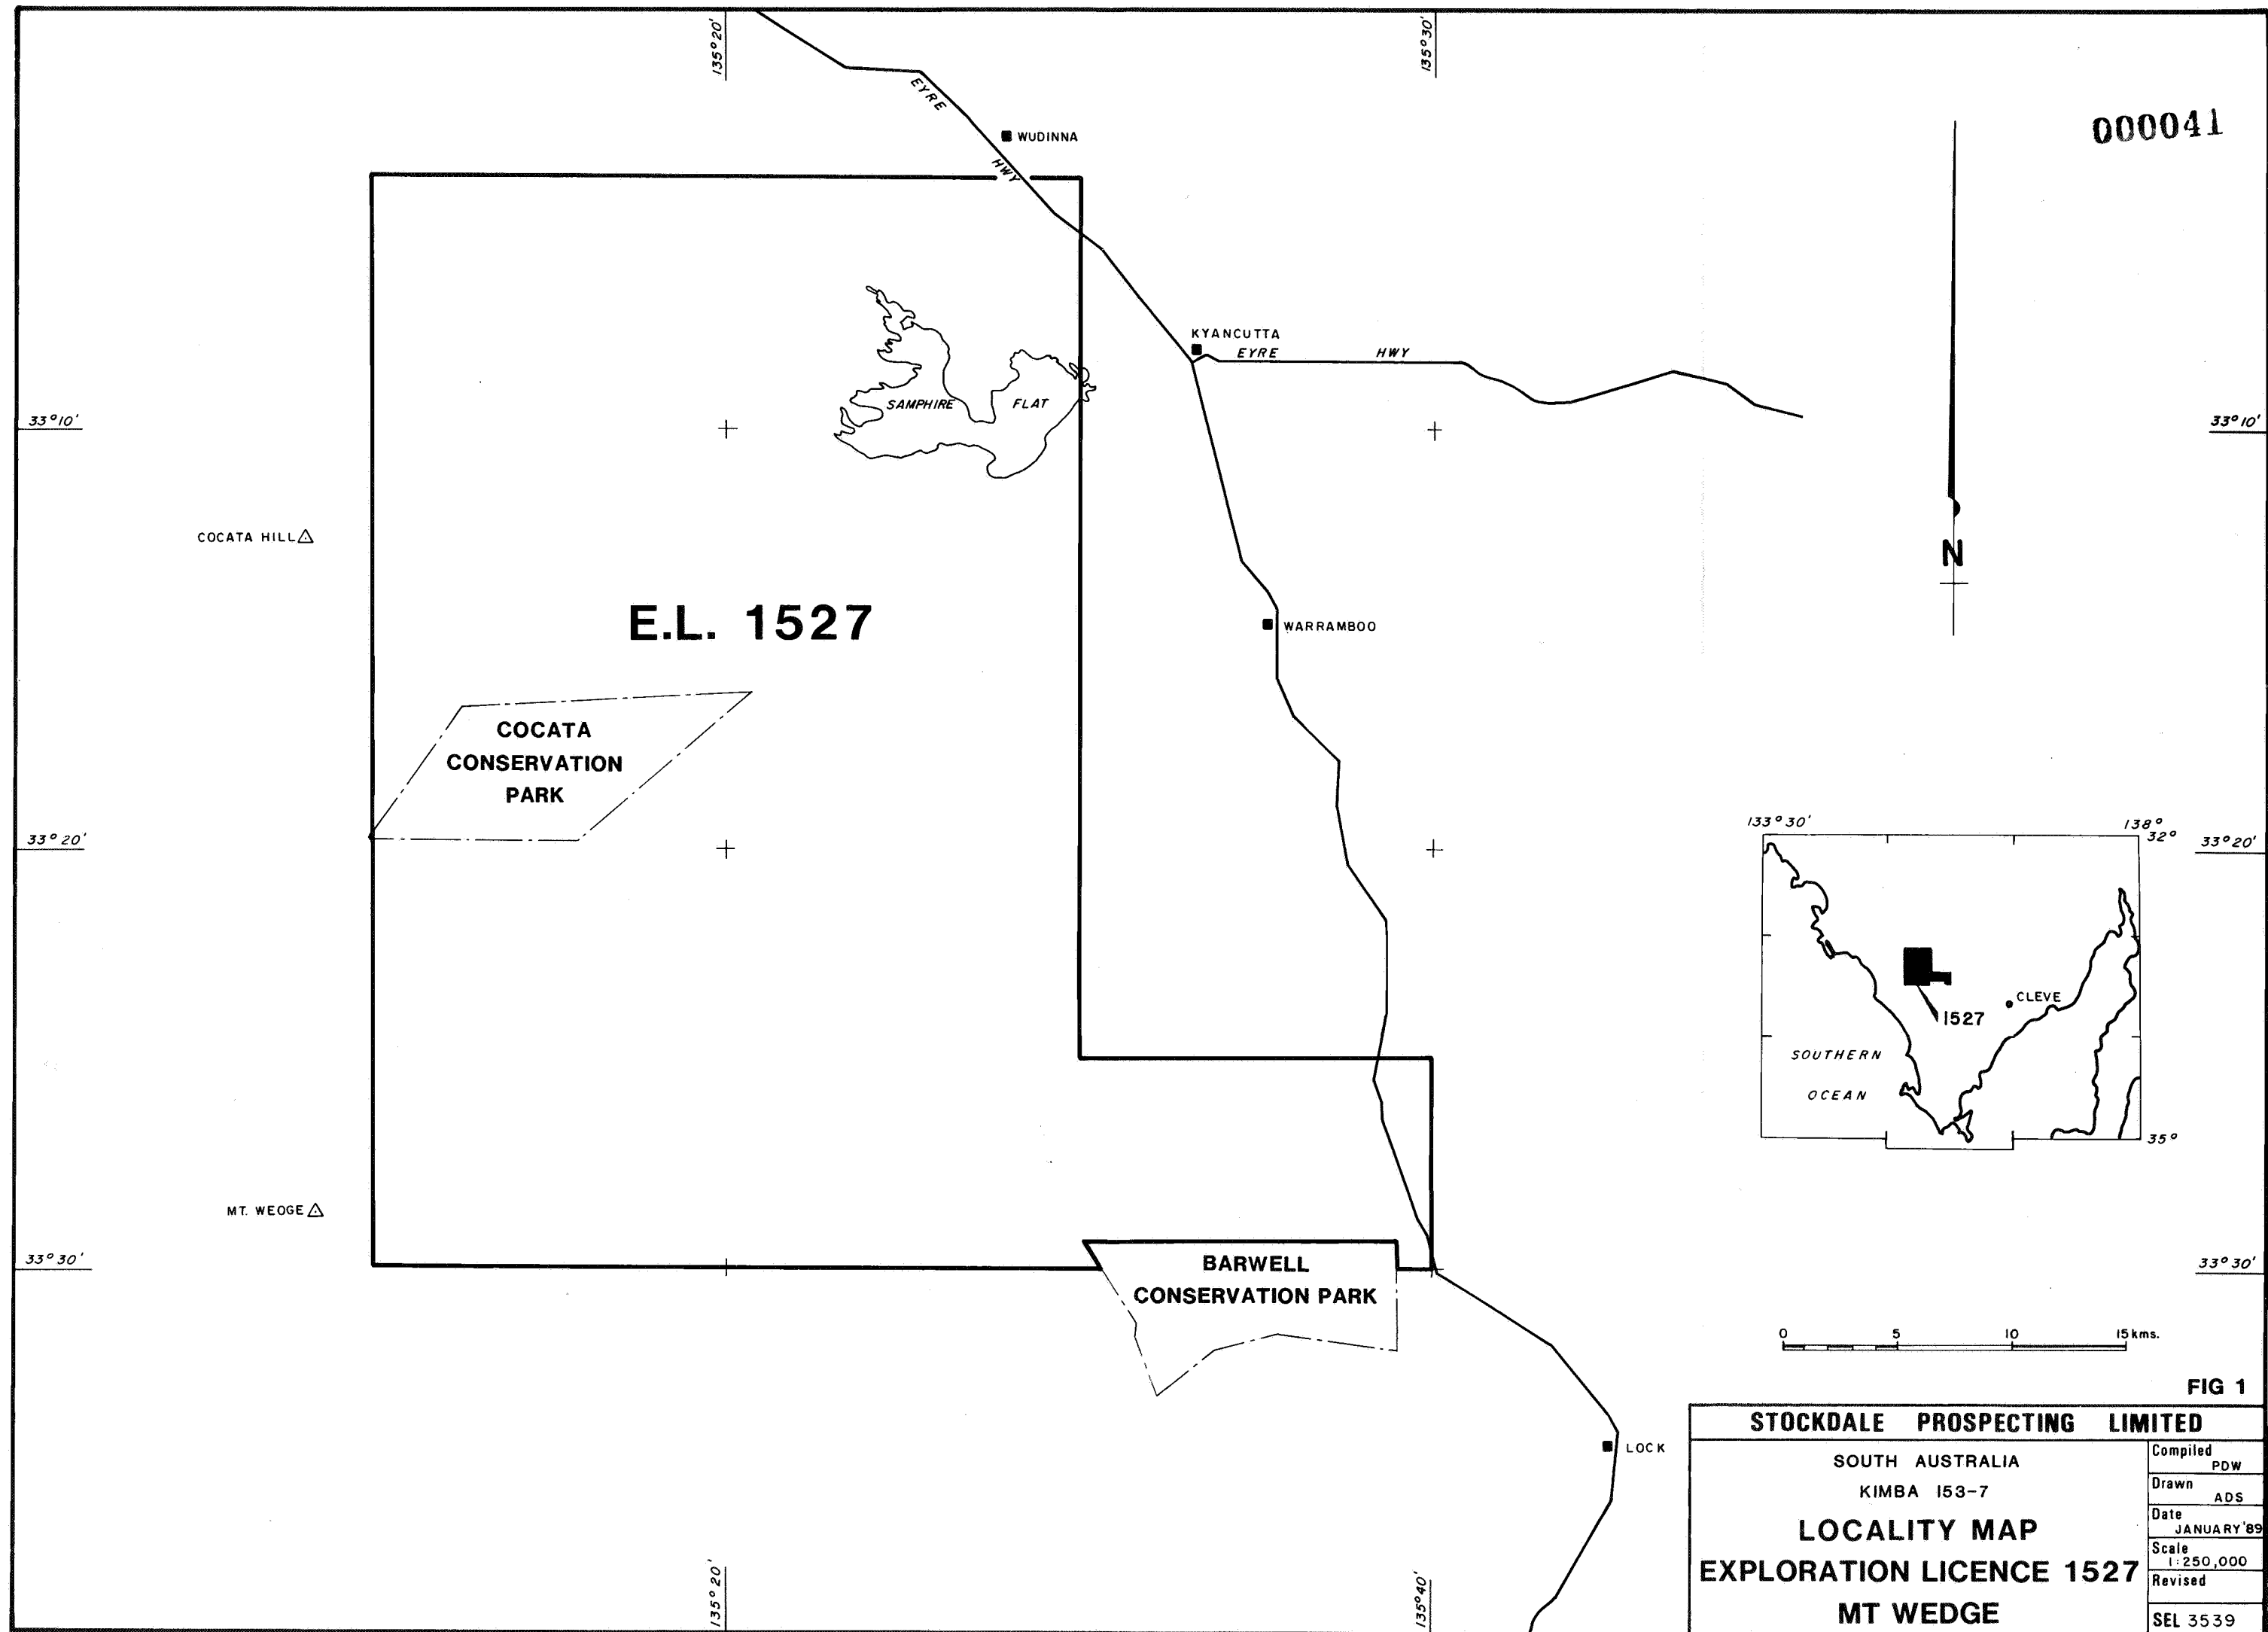 135°20'
135°30'
000041
EYRE
HWY
WUDINNA
KYANCUTTA
EYRE HWY
SAMPHIRE FLAT
33°10'
33°10'
COCATA HILL
N
E.L. 1527
WARRAMBOO
COCATA
CONSERVATION
PARK
133°30'
138°
32°
33°20'
33°20'
CLEVE
1527
SOUTHERN
OCEAN
35°
MT. WEOGE
33°30'
33°30'
BARWELL
CONSERVATION PARK
0 5 10 15 kms.
FIG 1
LOCK
STOCKDALE PROSPECTING LIMITED
SOUTH AUSTRALIA
KIMBA I53-7
LOCALITY MAP
EXPLORATION LICENCE 1527
MT WEDGE
Compiled
PDW
Drawn
ADS
Date
JANUARY '89
Scale
1:250,000
Revised
SEL 3539
135°20'
135°40'